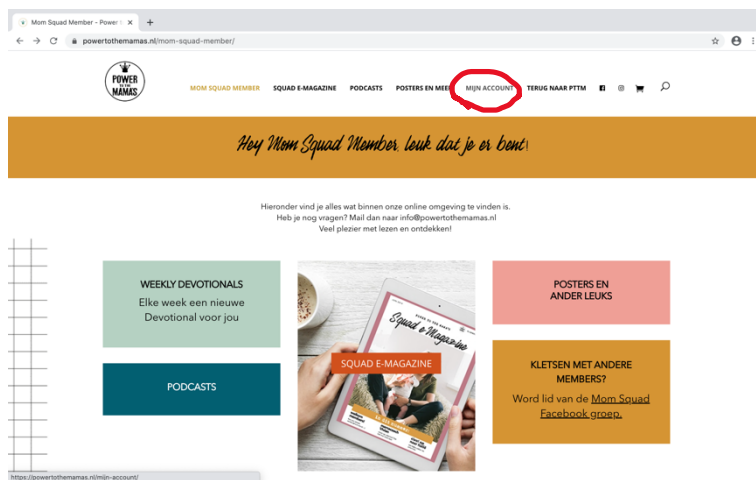 Mom Squad Member - Power
powertothemamas.nl/mom-squad-member/
POWER
TO THE
MAMAS
MOM SQUAD MEMBER
SQUAD E-MAGAZINE
PODCASTS
POSTERS EN MEE
MIJN ACCOUNT
TERUG NAAR PTTM
Hey Mom Squad Member, leuk dat je er bent!
Hieronder vind je alles wat binnen onze online omgeving te vinden is.
Heb je nog vragen? Mail dan naar info@powertothemamas.nl
Veel plezier met lezen en ontdekken!
WEEKLY DEVOTIONALS
Elke week een nieuwe
Devotional voor jou
PODCASTS
POWER TO THE MAMAS
Squad e-Magazine
SQUAD E-MAGAZINE
POSTERS EN
ANDER LEUKS
KLETSEN MET ANDERE
MEMBERS?
Word lid van de Mom Squad
Facebook groep.
https://powertothemamas.nl/mijn-account/